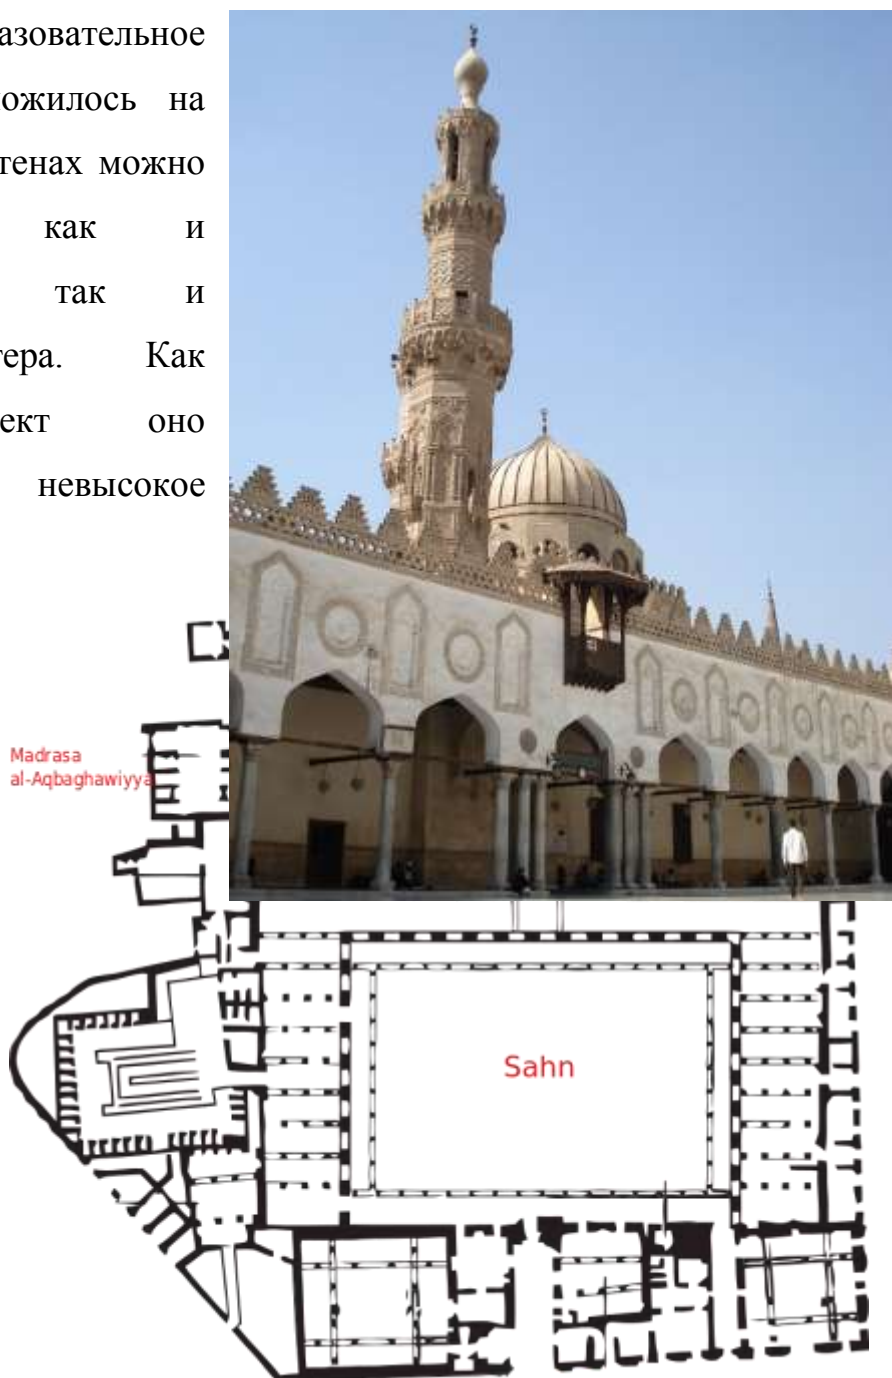 азовательное
ожилось на
тенах можно
как и
так и
тера. Как
ект оно
невысокое
Madrasa
al-Aqbaghawiyya
Sahn